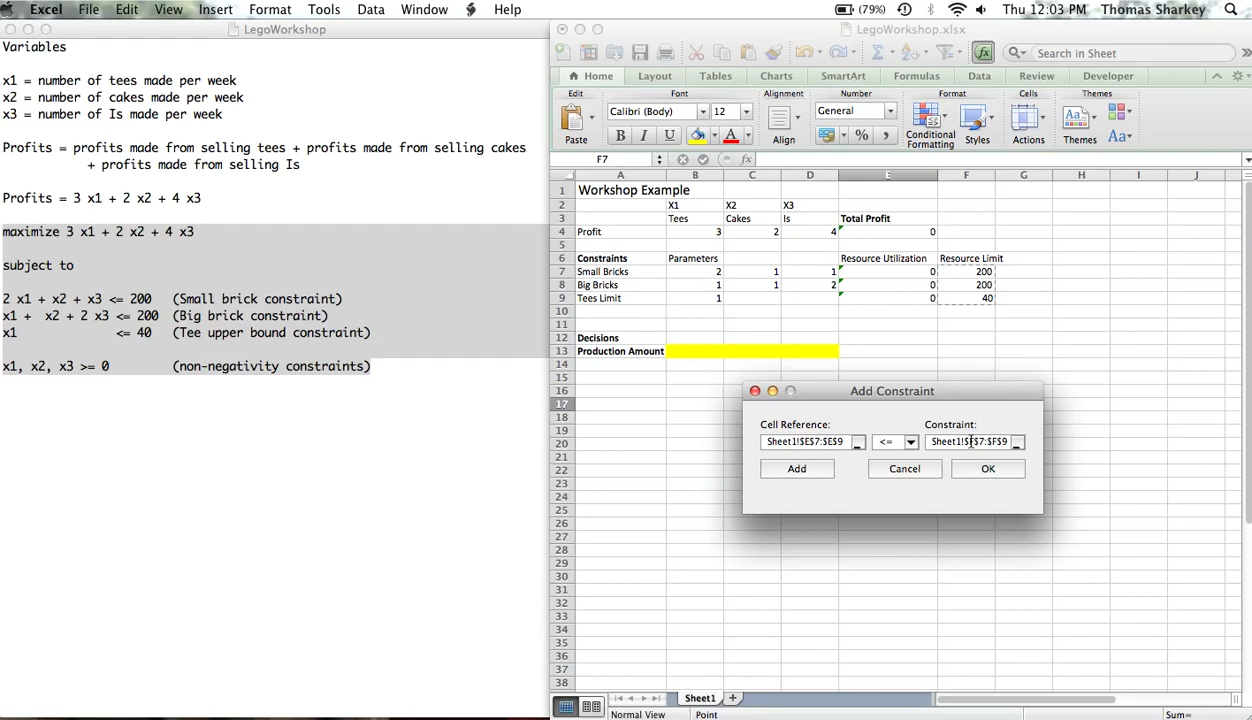 Excel File Edit View Insert Format Tools Data Window Help (79%) Thu 12:03 PM Thomas Sharkey
LegoWorkshop
Variables
x1 = number of tees made per week
x2 = number of cakes made per week
x3 = number of Is made per week
Profits = profits made from selling tees + profits made from selling cakes
+ profits made from selling Is
Profits = 3 x1 + 2 x2 + 4 x3
maximize 3 x1 + 2 x2 + 4 x3
subject to
2 x1 + x2 + x3 <= 200 (Small brick constraint)
x1 + x2 + 2 x3 <= 200 (Big brick constraint)
x1 <= 40 (Tee upper bound constraint)
x1, x2, x3 >= 0 (non-negativity constraints)
LegoWorkshop.xlsx
fx Search in Sheet
Home Layout Tables Charts SmartArt Formulas Data Review Developer
Edit Font Alignment Number Format Cells Themes
Calibri (Body) 12 General
B I U A % , Aa
Paste Align Conditional Formatting Styles Actions Themes Aa
F7 fx
A B C D E F G H I J
1 Workshop Example
2 X1 X2 X3
3 Tees Cakes Is Total Profit
4 Profit 3 2 4 0
5
6 Constraints Parameters Resource Utilization Resource Limit
7 Small Bricks 2 1 1 0 200
8 Big Bricks 1 1 2 0 200
9 Tees Limit 1 0 40
10
11
12 Decisions
13 Production Amount
14
15
16
17
18
19
20
21
22
23
24
25
26
27
28
29
30
31
32
33
34
35
36
37
38
Add Constraint
Cell Reference: Constraint:
Sheet1!$E$7:$E$9 <= Sheet1!$F$7:$F$9
Add Cancel OK
Sheet1
Normal View Point Sum=